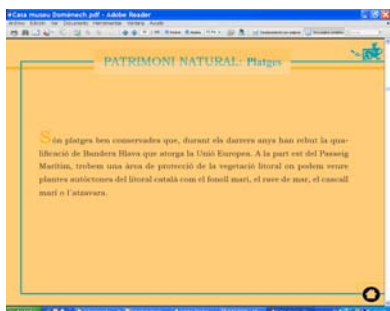 Casa museu Domènech.pdf - Adobe Reader
PATRIMONI NATURAL: Platges
Són platges ben conservades que, durant els darrers anys han rebut la qua-
lificació de Bandera Blava que atorga la Unió Europea. A la part est del Passeig
Marítim, trobem una àrea de protecció de la vegetació litoral on podem veure
plantes autòctones del litoral català com el fonoll marí, el rave de mar, el cascall
marí o l'atzavara.